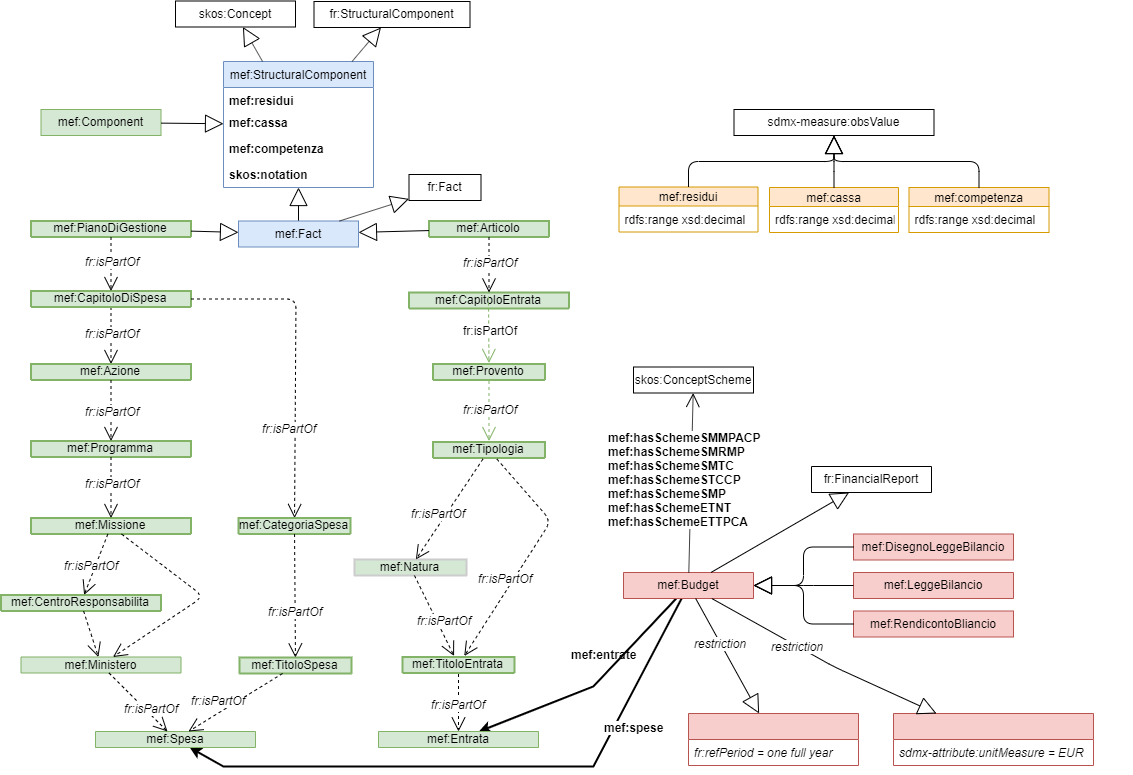 skos:Concept
fr:StructuralComponent
mef:StructuralComponent
mef:residui
mef:cassa
mef:competenza
skos:notation
mef:Component
fr:Fact
mef:Fact
mef:PianoDiGestione
mef:Articolo
fr:isPartOf
fr:isPartOf
mef:CapitoloDiSpesa
mef:CapitoloEntrata
fr:isPartOf
fr:isPartOf
mef:Azione
mef:Provento
fr:isPartOf
fr:isPartOf
fr:isPartOf
mef:Programma
mef:Tipologia
fr:isPartOf
fr:isPartOf
mef:Missione
mef:CategoriaSpesa
fr:isPartOf
mef:Natura
fr:isPartOf
mef:CentroResponsabilita
fr:isPartOf
fr:isPartOf
mef:Ministero
mef:TitoloSpesa
mef:TitoloEntrata
fr:isPartOf
fr:isPartOf
fr:isPartOf
mef:Spesa
mef:Entrata
sdmx-measure:obsValue
mef:residui
rdfs:range xsd:decimal
mef:cassa
rdfs:range xsd:decimal
mef:competenza
rdfs:range xsd:decimal
skos:ConceptScheme
mef:hasSchemeSMMPACP
mef:hasSchemeSMRMP
mef:hasSchemeSMTC
mef:hasSchemeSTCCP
mef:hasSchemeSMP
mef:hasSchemeETNT
mef:hasSchemeETTPCA
fr:FinancialReport
mef:DisegnoLeggeBilancio
mef:Budget
mef:LeggeBilancio
mef:RendicontoBliancio
restriction
restriction
mef:entrate
mef:spese
fr:refPeriod = one full year
sdmx-attribute:unitMeasure = EUR